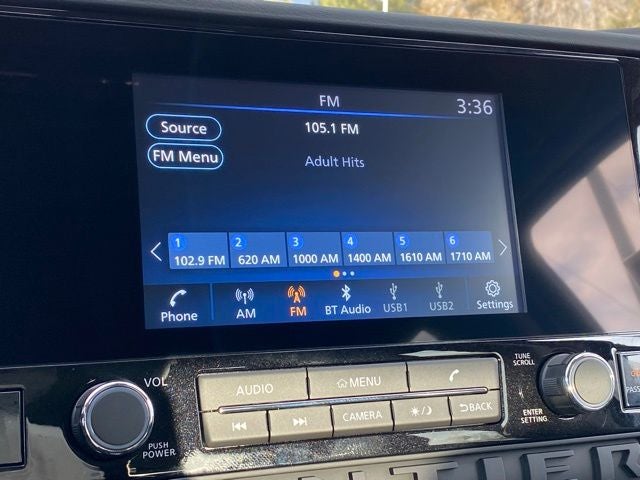 FM
3:36
Source
105.1 FM
FM Menu
Adult Hits
1 2 3 4 5 6
102.9 FM 620 AM 1000 AM 1400 AM 1610 AM 1710 AM
Phone AM FM BT Audio USB1 USB2 Settings
VOL
AUDIO MENU
TUNE
SCROLL
CAMERA BACK
PUSH
POWER
ENTER
SETTING
PASS
NTIER